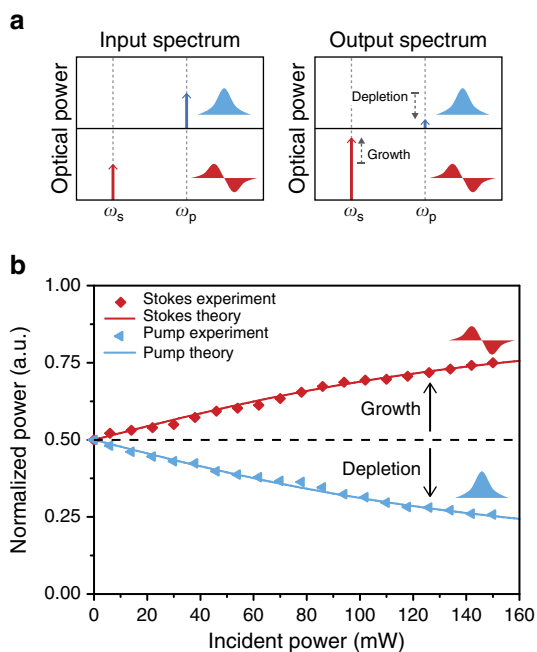 a
Input spectrum
Output spectrum
Optical power
ωs
ωp
Optical power
Depletion
Growth
ωs
ωp
b
Normalized power (a.u.)
1.00
0.75
0.50
0.25
0.00
Stokes experiment
Stokes theory
Pump experiment
Pump theory
Growth
Depletion
0 20 40 60 80 100 120 140 160
Incident power (mW)